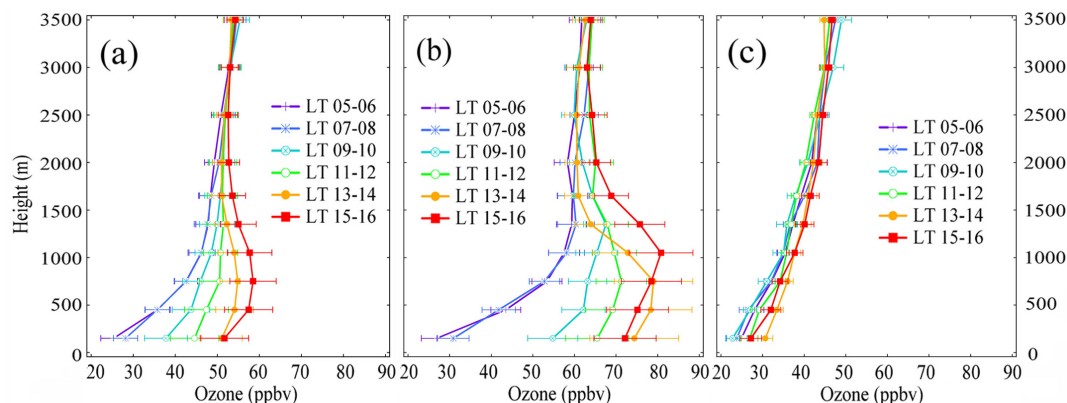 (a)
3500
3000
2500
2000
1500
1000
500
0
Height (m)
LT 05-06
LT 07-08
LT 09-10
LT 11-12
LT 13-14
LT 15-16
20 30 40 50 60 70 80 90
Ozone (ppbv)
(b)
LT 05-06
LT 07-08
LT 09-10
LT 11-12
LT 13-14
LT 15-16
20 30 40 50 60 70 80 90
Ozone (ppbv)
(c)
LT 05-06
LT 07-08
LT 09-10
LT 11-12
LT 13-14
LT 15-16
3500
3000
2500
2000
1500
1000
500
0
20 30 40 50 60 70 80 90
Ozone (ppbv)